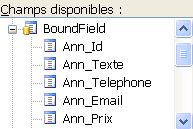 Champs disponibles :
BoundField
Ann_Id
Ann_Texte
Ann_Telephone
Ann_Email
Ann_Prix